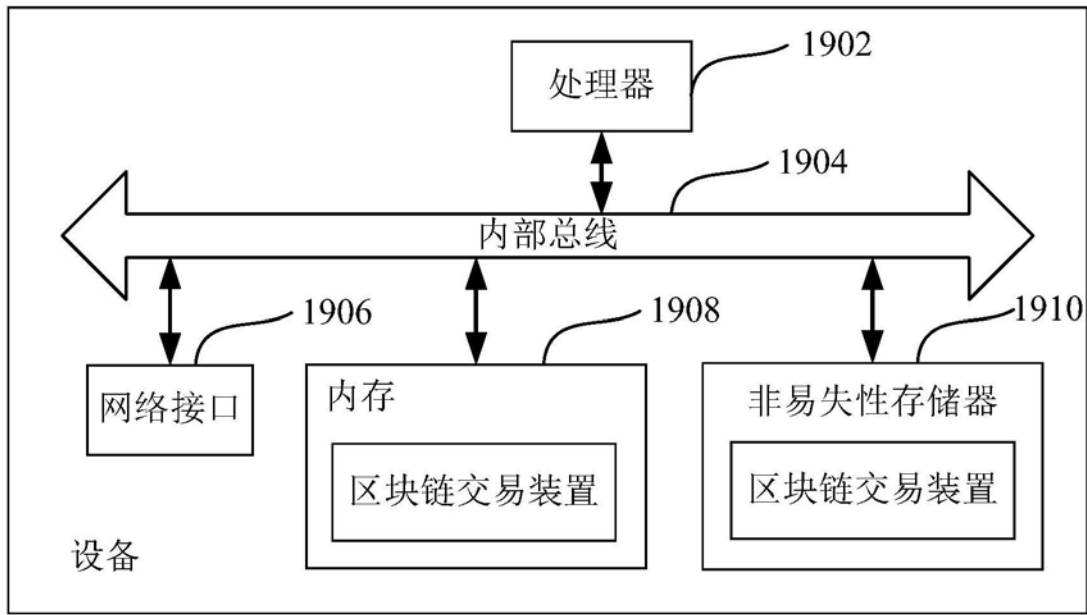 1902
处理器
1904
内部总线
1906
1908
1910
网络接口
内存
非易失性存储器
区块链交易装置
区块链交易装置
设备